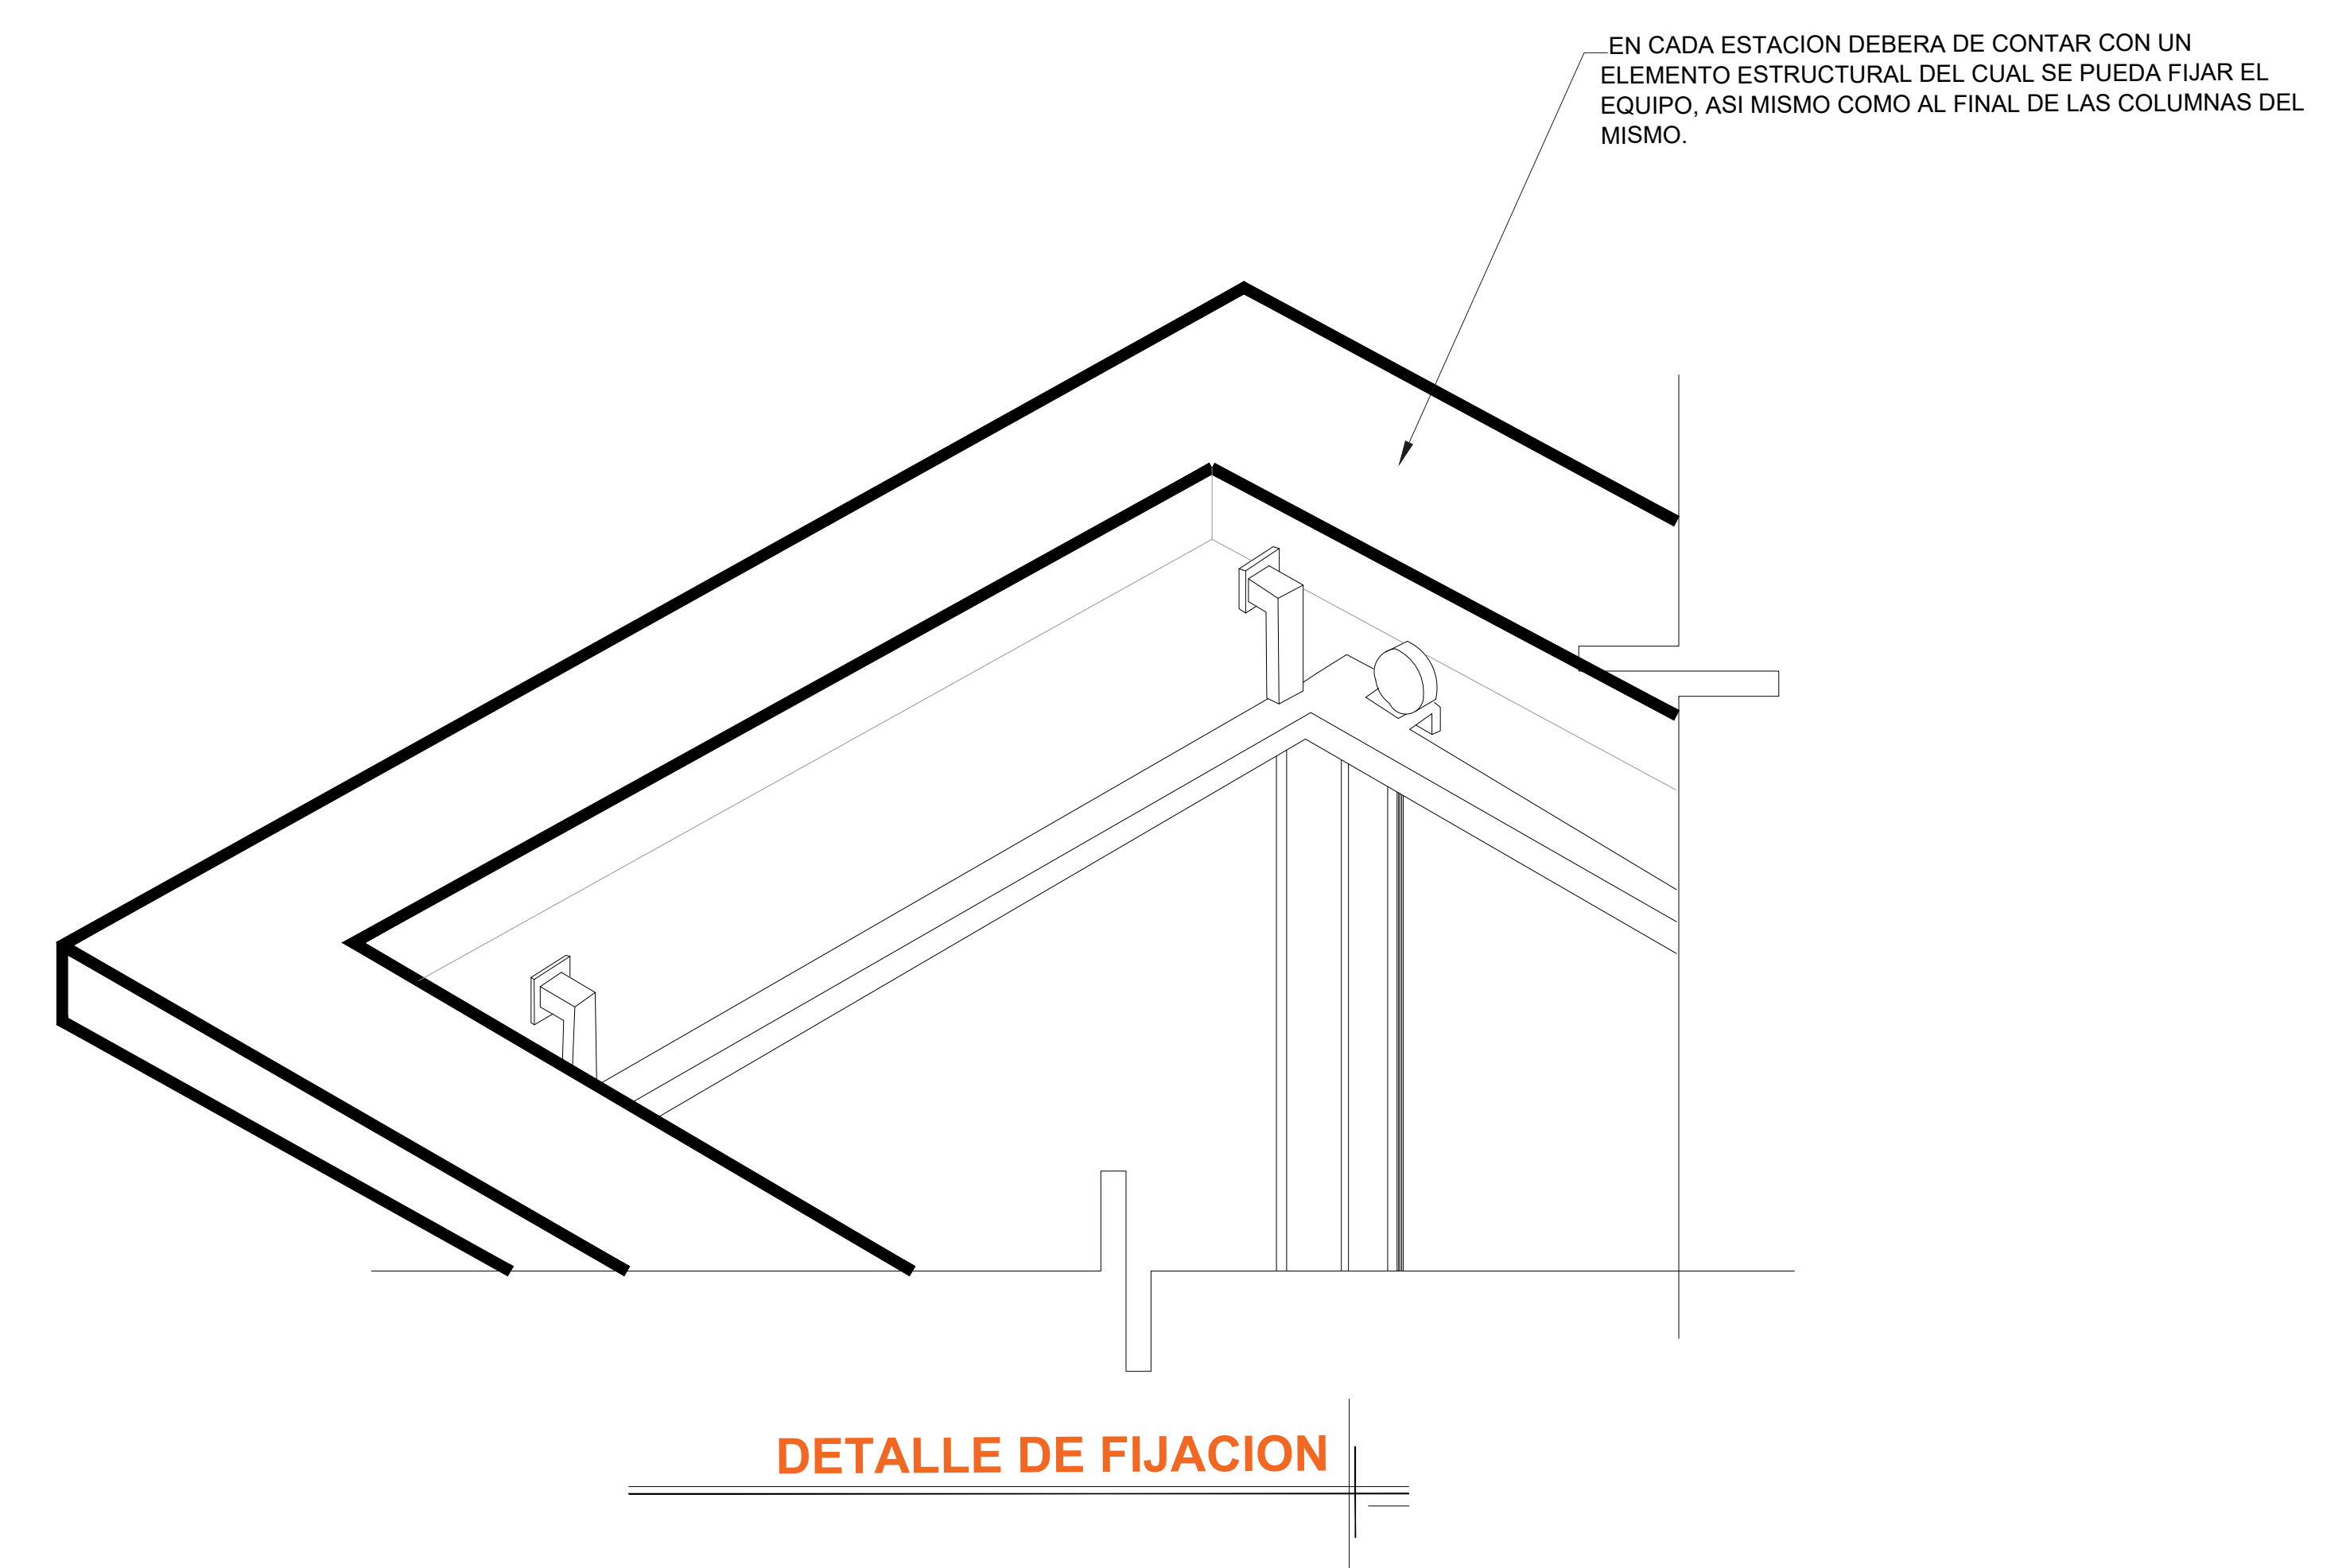 EN CADA ESTACION DEBERA DE CONTAR CON UN
ELEMENTO ESTRUCTURAL DEL CUAL SE PUEDA FIJAR EL
EQUIPO, ASI MISMO COMO AL FINAL DE LAS COLUMNAS DEL
MISMO.
DETALLE DE FIJACION